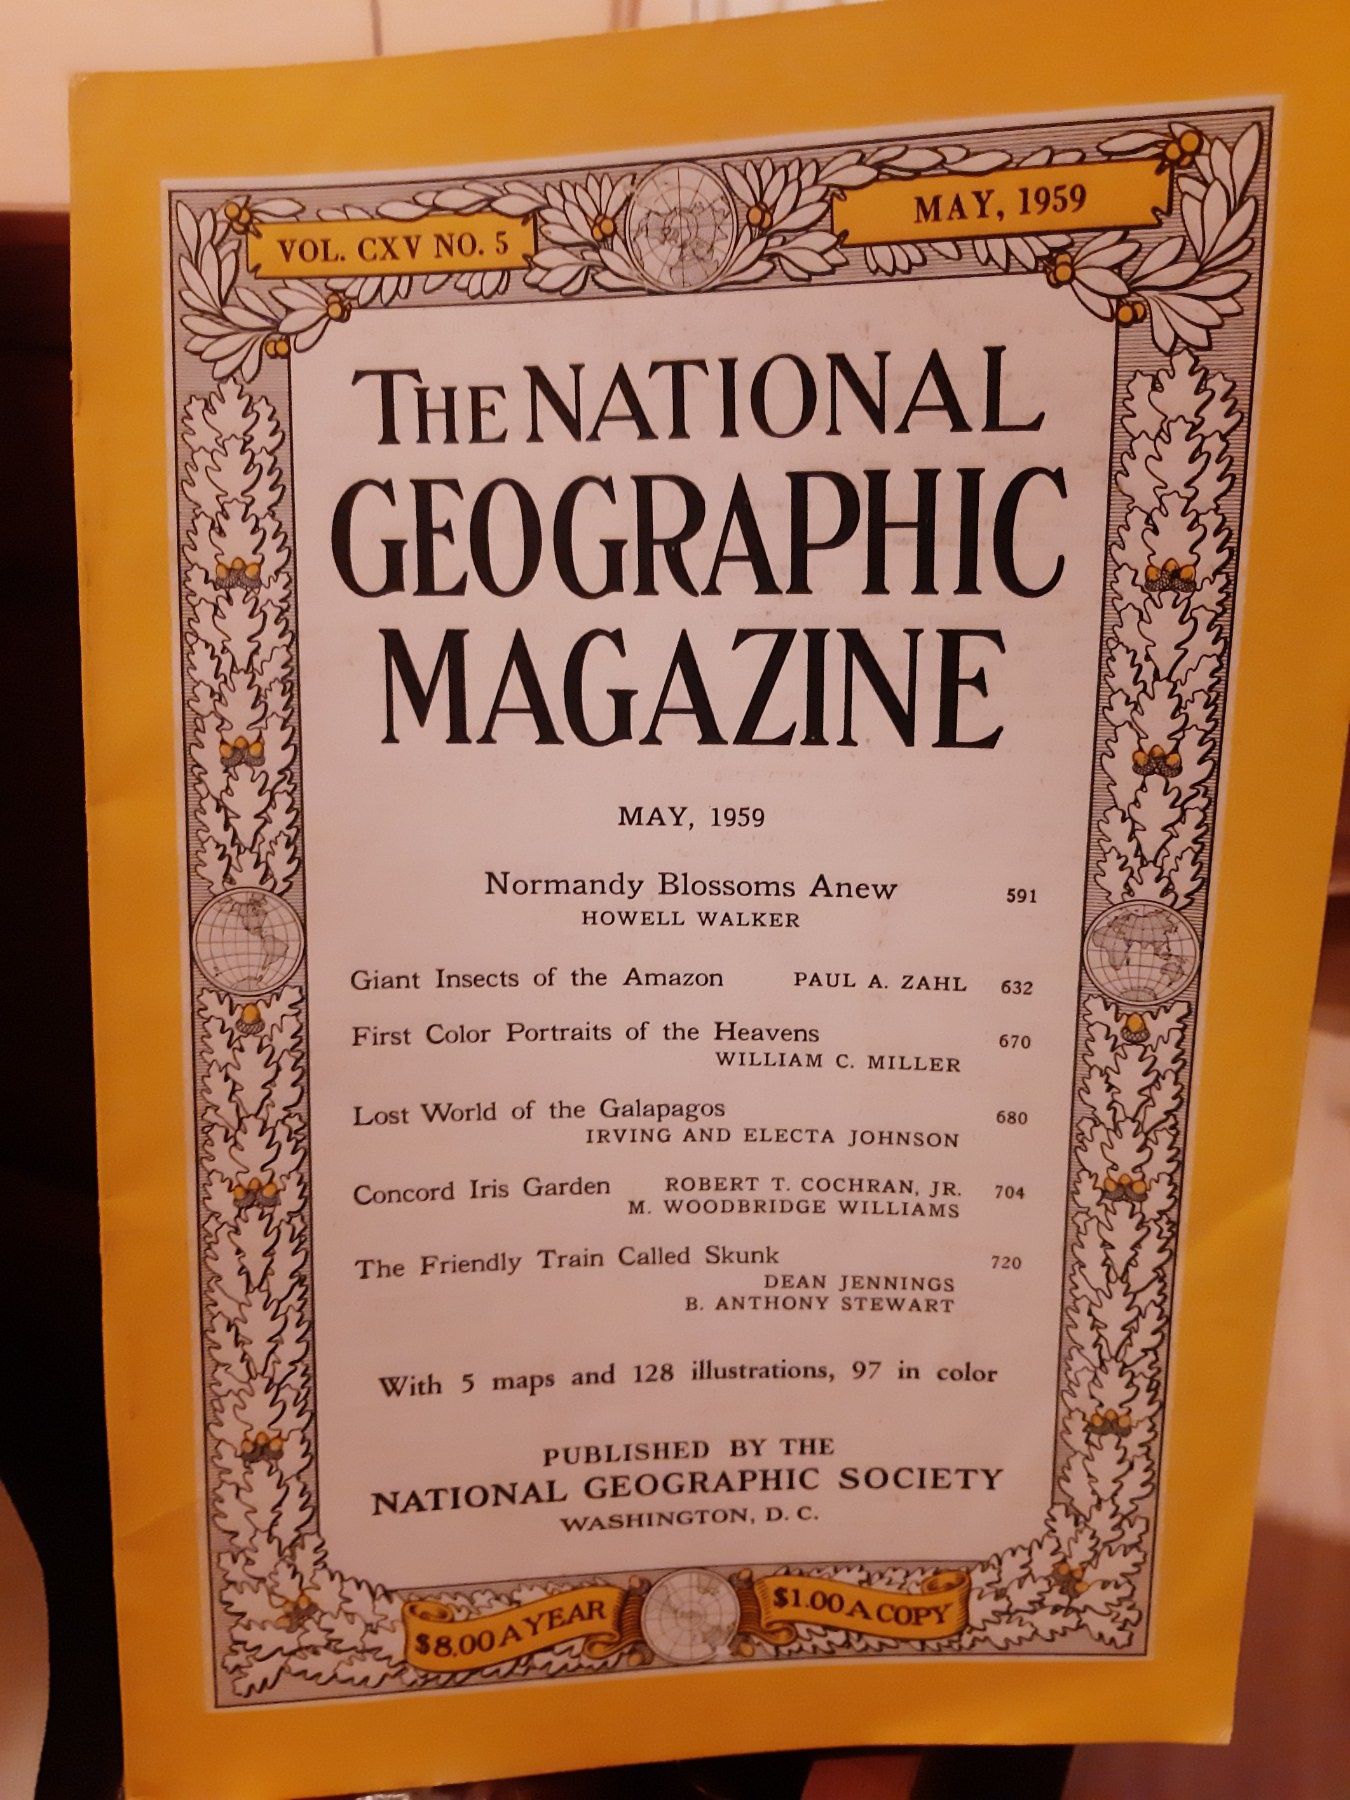 VOL. CXV NO. 5
MAY, 1959
THE NATIONAL
GEOGRAPHIC
MAGAZINE
MAY, 1959
Normandy Blossoms Anew 591
HOWELL WALKER
Giant Insects of the Amazon PAUL A. ZAHL 632
First Color Portraits of the Heavens 670
WILLIAM C. MILLER
Lost World of the Galapagos 680
IRVING AND ELECTA JOHNSON
Concord Iris Garden ROBERT T. COCHRAN, JR. 704
M. WOODBRIDGE WILLIAMS
The Friendly Train Called Skunk 720
DEAN JENNINGS
B. ANTHONY STEWART
With 5 maps and 128 illustrations, 97 in color
PUBLISHED BY THE
NATIONAL GEOGRAPHIC SOCIETY
WASHINGTON, D. C.
$8.00 A YEAR
$1.00 A COPY